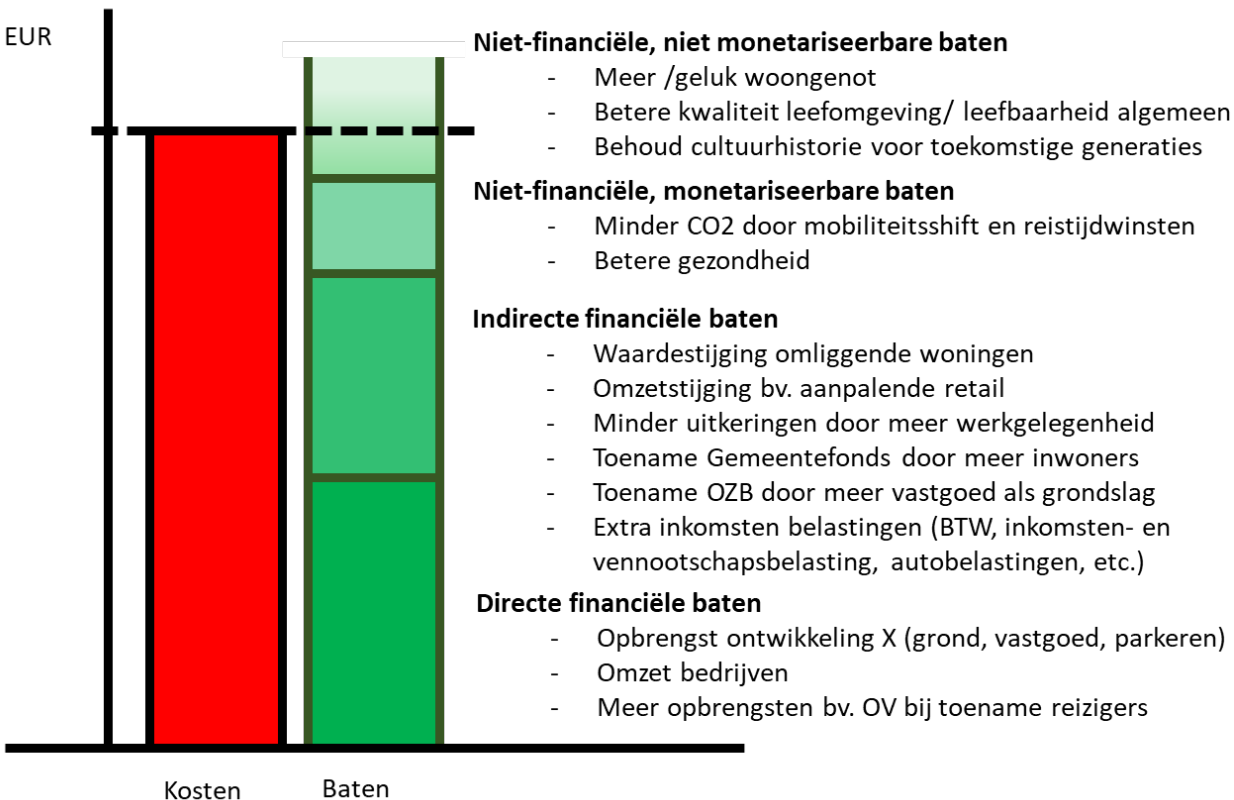 EUR
Niet-financiële, niet monetariseerbare baten
- Meer /geluk woongenot
- Betere kwaliteit leefomgeving/ leefbaarheid algemeen
- Behoud cultuurhistorie voor toekomstige generaties
Niet-financiële, monetariseerbare baten
- Minder CO2 door mobiliteitsshift en reistijdwinsten
- Betere gezondheid
Indirecte financiële baten
- Waardestijging omliggende woningen
- Omzetstijging bv. aanpalende retail
- Minder uitkeringen door meer werkgelegenheid
- Toename Gemeentefonds door meer inwoners
- Toename OZB door meer vastgoed als grondslag
- Extra inkomsten belastingen (BTW, inkomsten- en
vennootschapsbelasting, autobelastingen, etc.)
Directe financiële baten
- Opbrengst ontwikkeling X (grond, vastgoed, parkeren)
- Omzet bedrijven
- Meer opbrengsten bv. OV bij toename reizigers
Kosten
Baten